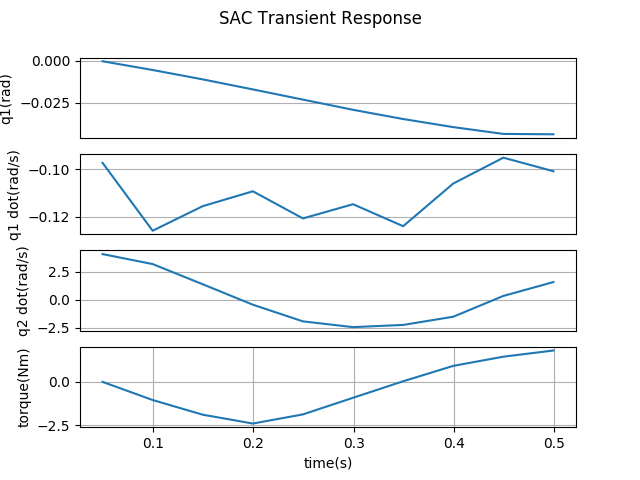 SAC Transient Response
0.000
−0.025
q1(rad)
−0.10
−0.12
q1 dot(rad/s)
2.5
0.0
−2.5
q2 dot(rad/s)
0.0
−2.5
torque(Nm)
0.1 0.2 0.3 0.4 0.5
time(s)